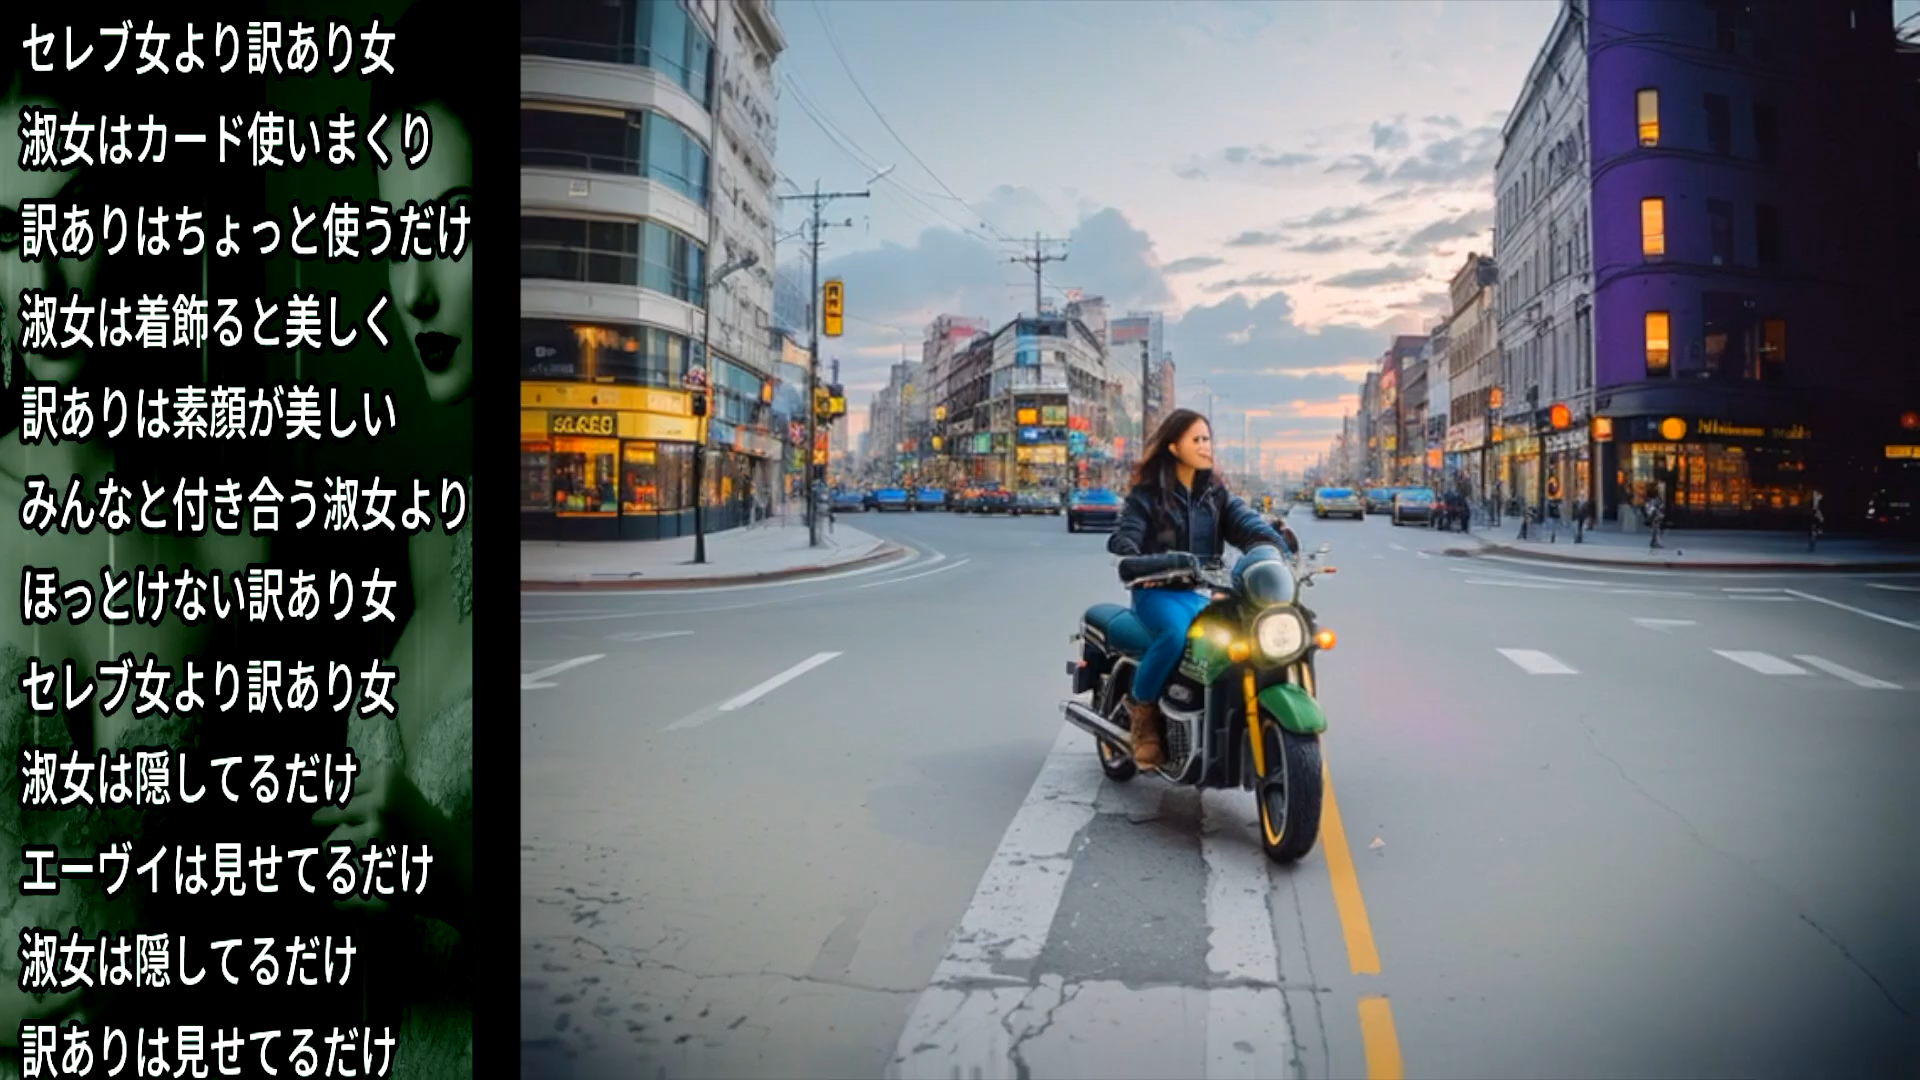 セレブ女より訳あり女
淑女はカード使いまくり
訳ありはちょっと使うだけ
淑女は着飾ると美しく
訳ありは素顔が美しい
みんなと付き合う淑女より
ほっとけない訳あり女
セレブ女より訳あり女
淑女は隠してるだけ
エーヴイは見せてるだけ
淑女は隠してるだけ
訳ありは見せてるだけ